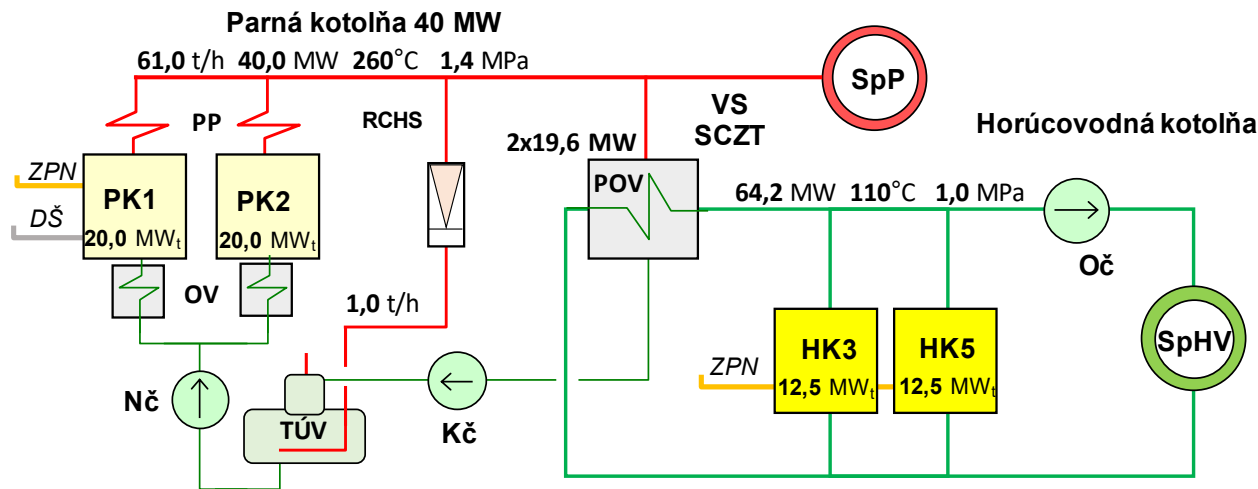 Parná kotolňa 40 MW
61,0 t/h 40,0 MW 260°C 1,4 MPa
SpP
PP
RCHS
VS
SCZT
Horúcovodná kotolňa
2x19,6 MW
ZPN
PK1
PK2
POV
DŠ
20,0 MWt
20,0 MWt
64,2 MW 110°C 1,0 MPa
Oč
OV
1,0 t/h
HK3
HK5
SpHV
ZPN
12,5 MWt
12,5 MWt
Nč
TÚV
Kč